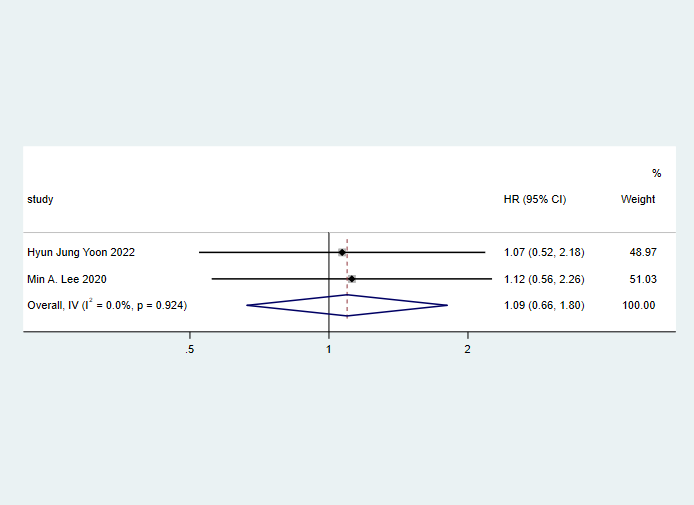 %
study HR (95% CI) Weight
Hyun Jung Yoon 2022 1.07 (0.52, 2.18) 48.97
Min A. Lee 2020 1.12 (0.56, 2.26) 51.03
Overall, IV (I² = 0.0%, p = 0.924) 1.09 (0.66, 1.80) 100.00
.5 1 2